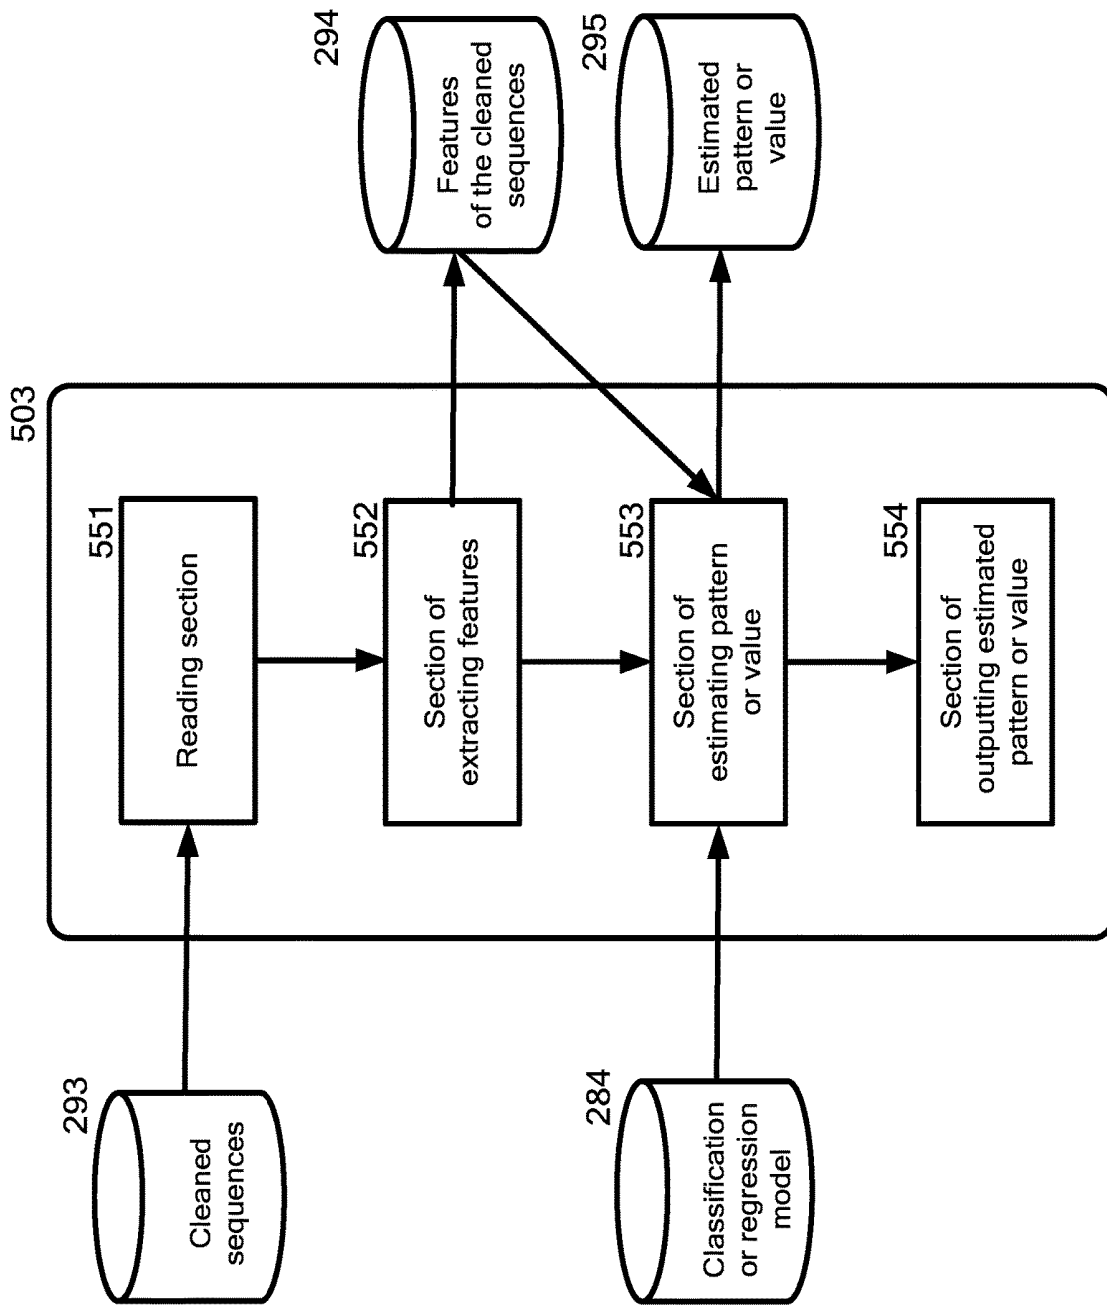 503
293
Cleaned
sequences
551
Reading section
552
Section of
extracting features
294
Features
of the cleaned
sequences
284
Classification
or regression
model
553
Section of
estimating pattern
or value
295
Estimated
pattern or
value
554
Section of
outputting estimated
pattern or value